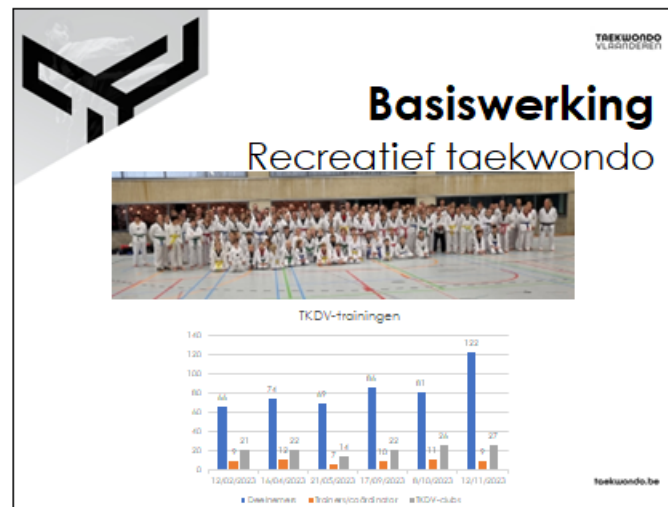 TAEKWONDO
VLAANDEREN
Basiswerking
Recreatief taekwondo
TKDV-trainingen
140
120
100
80
60
40
20
0
66 9 21
74 12 22
69 7 14
86 10 22
81 11 26
122 9 27
12/02/2023 16/04/2023 21/05/2023 17/09/2023 8/10/2023 12/11/2023
Deelnemers Trainers/coördinator TKDV-clubs
taekwondo.be